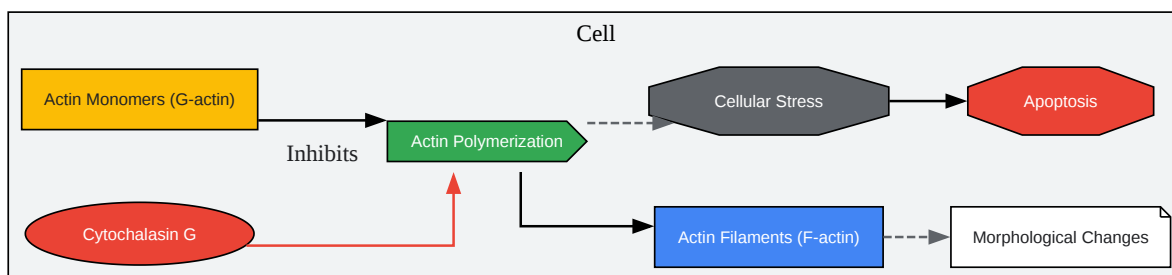 Cell
Actin Monomers (G-actin)
Cellular Stress
Apoptosis
Actin Polymerization
Inhibits
Cytochalasin G
Actin Filaments (F-actin)
Morphological Changes